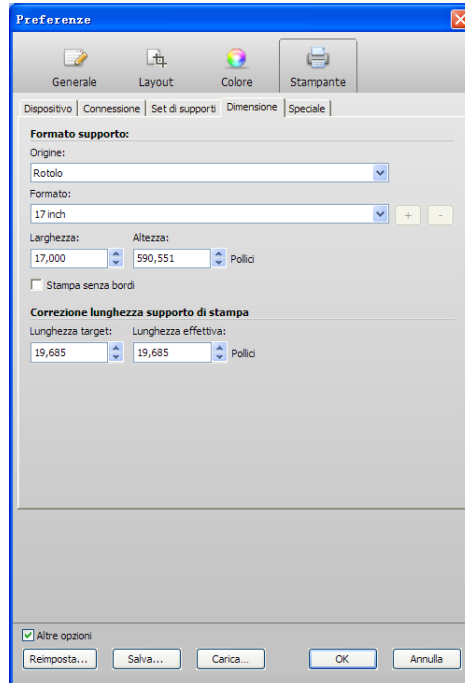 Preferenze
Generale Layout Colore Stampante
Dispositivo Connessione Set di supporti Dimensione Speciale
Formato supporto:
Origine:
Rotolo
Formato:
17 inch + -
Larghezza: Altezza:
17,000 590,551 Pollici
Stampa senza bordi
Correzione lunghezza supporto di stampa
Lunghezza target: Lunghezza effettiva:
19,685 19,685 Pollici
Altre opzioni
Reimposta... Salva... Carica... OK Annulla